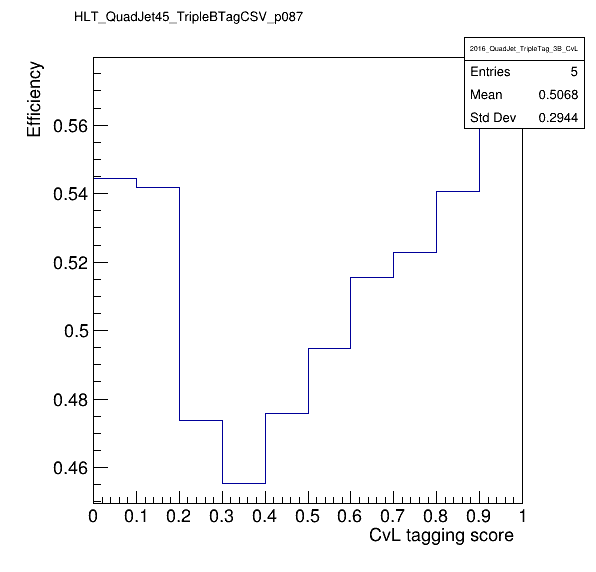 HLT_QuadJet45_TripleBTagCSV_p087
2016_QuadJet_TripleTag_3B_CvL
Entries 5
Mean 0.5068
Std Dev 0.2944
Efficiency
0.56
0.54
0.52
0.5
0.48
0.46
0 0.1 0.2 0.3 0.4 0.5 0.6 0.7 0.8 0.9 1
CvL tagging score